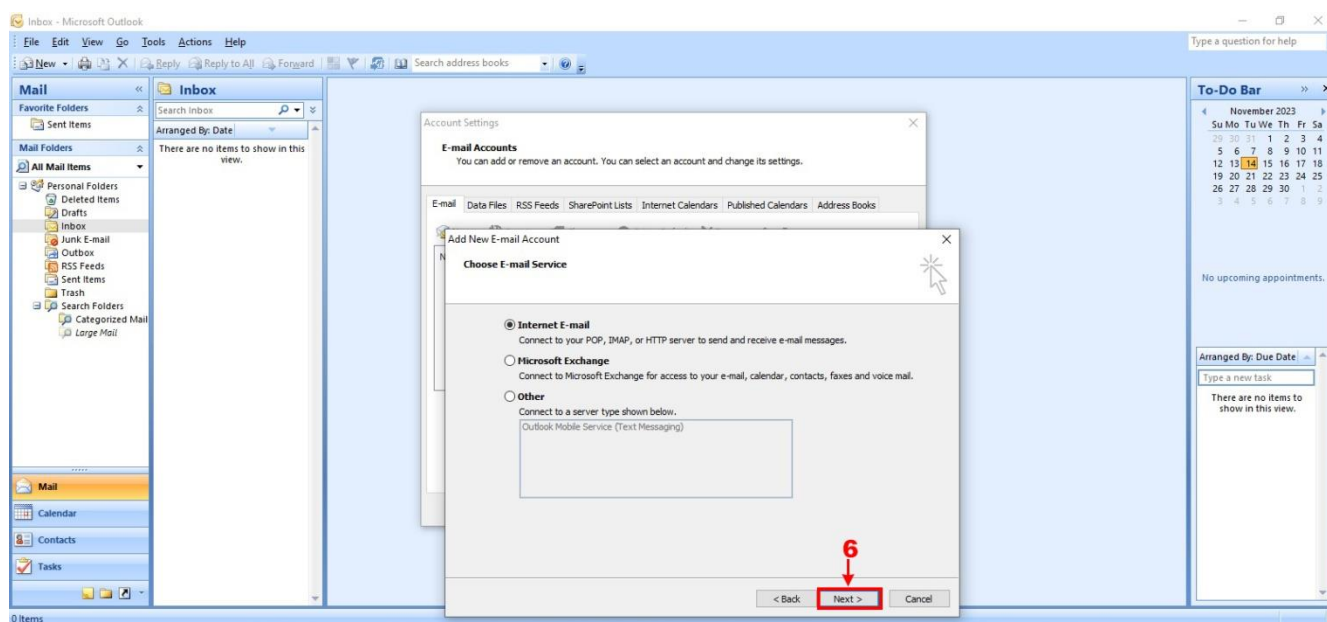 Inbox - Microsoft Outlook
File Edit View Go Tools Actions Help
Type a question for help
New Reply Reply to All Forward Search address books
Mail «
Favorite Folders
Sent Items
Mail Folders
All Mail Items
Personal Folders
Deleted Items
Drafts
Inbox
Junk E-mail
Outbox
RSS Feeds
Sent Items
Trash
Search Folders
Categorized Mail
Large Mail
Mail
Calendar
Contacts
Tasks
0 Items
Inbox
Search Inbox
Arranged By: Date
There are no items to show in this
view.
Account Settings
E-mail Accounts
You can add or remove an account. You can select an account and change its settings.
E-mail Data Files RSS Feeds SharePoint Lists Internet Calendars Published Calendars Address Books
Add New E-mail Account
Choose E-mail Service
Internet E-mail
Connect to your POP, IMAP, or HTTP server to send and receive e-mail messages.
Microsoft Exchange
Connect to Microsoft Exchange for access to your e-mail, calendar, contacts, faxes and voice mail.
Other
Connect to a server type shown below.
Outlook Mobile Service (Text Messaging)
6
< Back Next > Cancel
To-Do Bar »
November 2023
Su Mo Tu We Th Fr Sa
29 30 31 1 2 3 4
5 6 7 8 9 10 11
12 13 14 15 16 17 18
19 20 21 22 23 24 25
26 27 28 29 30 1 2
3 4 5 6 7 8 9
No upcoming appointments.
Arranged By: Due Date
Type a new task
There are no items to
show in this view.